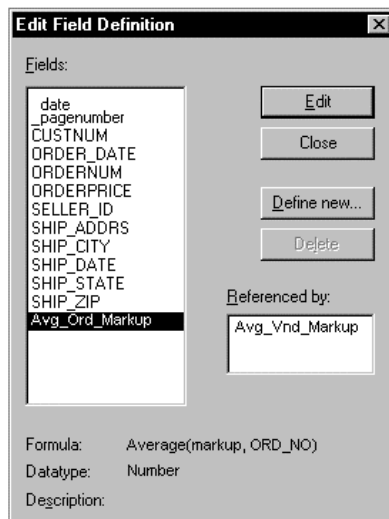 Edit Field Definition
Fields:
_date
_pagenumber
CUSTNUM
ORDER_DATE
ORDERNUM
ORDERPRICE
SELLER_ID
SHIP_ADDRS
SHIP_CITY
SHIP_DATE
SHIP_STATE
SHIP_ZIP
Avg_Ord_Markup
Edit
Close
Define new...
Delete
Referenced by:
Avg_Vnd_Markup
Formula: Average(markup, ORD_NO)
Datatype: Number
Description: